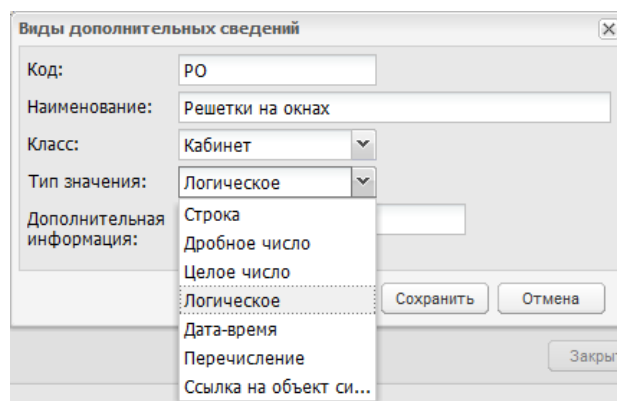 Виды дополнительных сведений
Код: РО
Наименование: Решетки на окнах
Класс: Кабинет
Тип значения: Логическое
Дополнительная информация:
Строка
Дробное число
Целое число
Логическое
Дата-время
Перечисление
Ссылка на объект си...
Сохранить Отмена
Закры